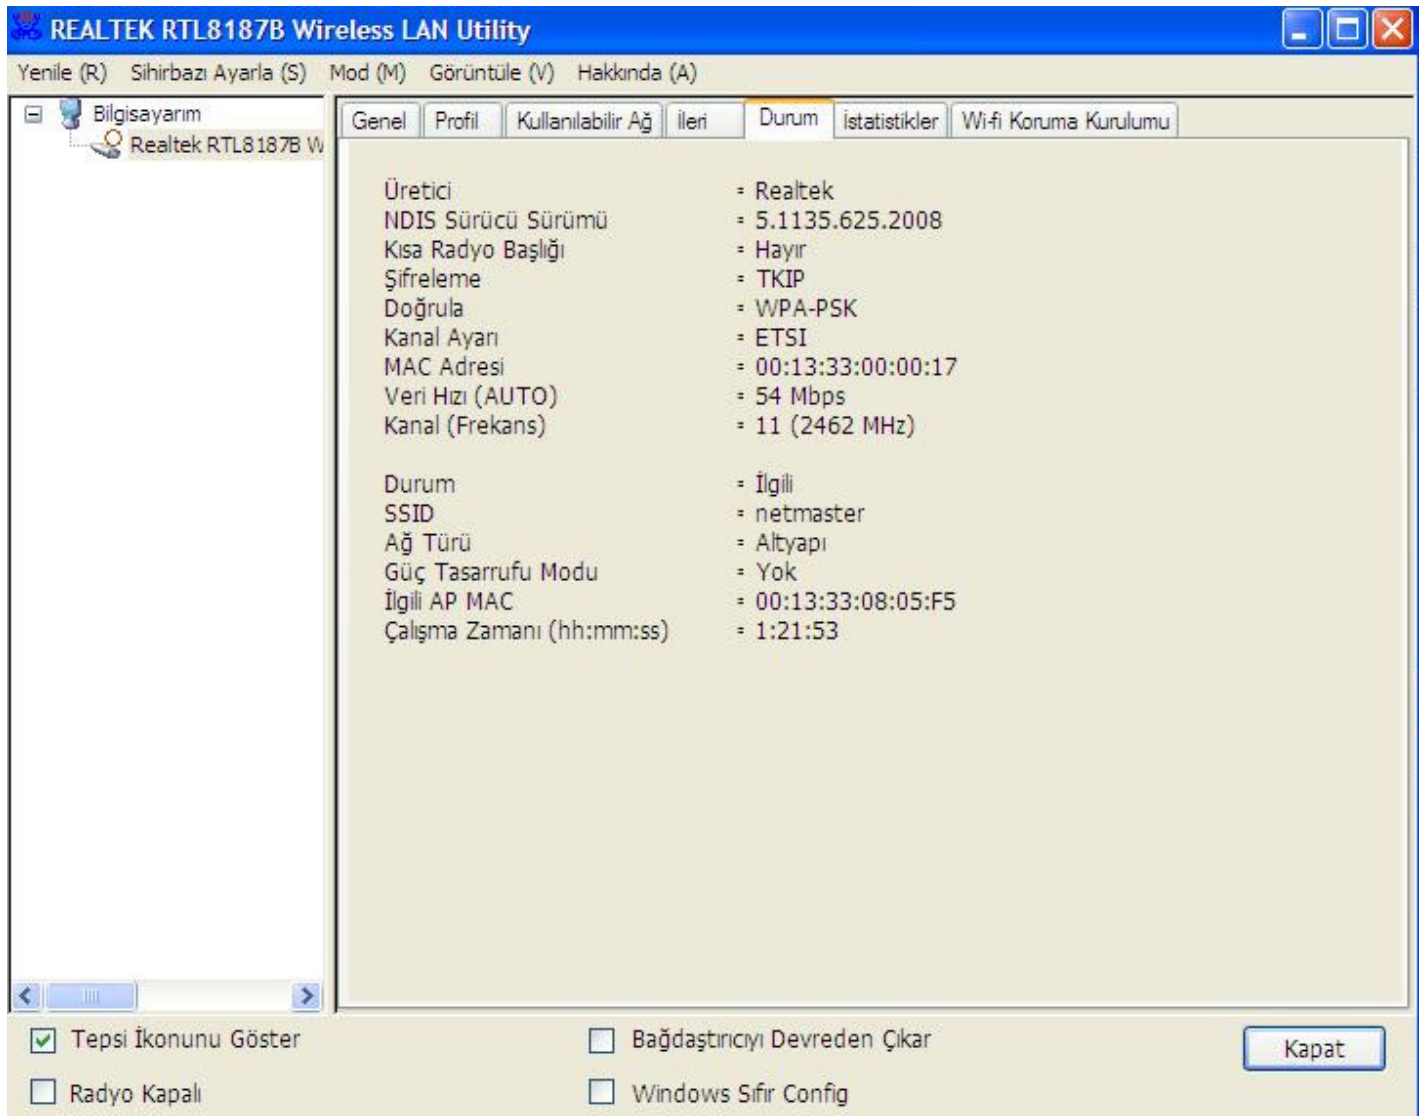 REALTEK RTL8187B Wireless LAN Utility
Yenile (R) Sihirbazı Ayarla (S) Mod (M) Görüntüle (V) Hakkında (A)
Bilgisayarım
Realtek RTL8187B W
Genel Profil Kullanılabilir Ağ İleri Durum İstatistikler Wi-fi Koruma Kurulumu
Üretici = Realtek
NDIS Sürücü Sürümü = 5.1135.625.2008
Kısa Radyo Başlığı = Hayır
Şifreleme = TKIP
Doğrula = WPA-PSK
Kanal Ayarı = ETSI
MAC Adresi = 00:13:33:00:00:17
Veri Hızı (AUTO) = 54 Mbps
Kanal (Frekans) = 11 (2462 MHz)
Durum = İlgili
SSID = netmaster
Ağ Türü = Altyapı
Güç Tasarrufu Modu = Yok
İlgili AP MAC = 00:13:33:08:05:F5
Çalışma Zamanı (hh:mm:ss) = 1:21:53
Tepsi İkonunu Göster Bağdaştırıcıyı Devreden Çıkar Kapat
Radyo Kapalı Windows Sıfır Config